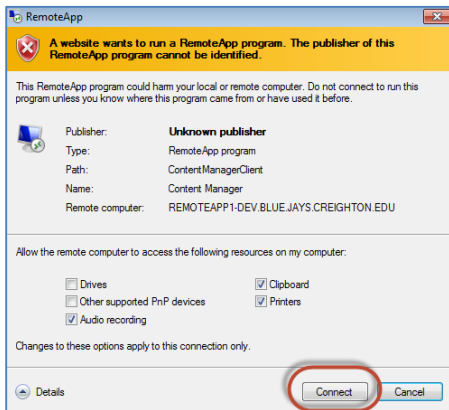 RemoteApp
A website wants to run a RemoteApp program. The publisher of this
RemoteApp program cannot be identified.
This RemoteApp program could harm your local or remote computer. Do not connect to run this
program unless you know where this program came from or have used it before.
Publisher: Unknown publisher
Type: RemoteApp program
Path: ContentManagerClient
Name: Content Manager
Remote computer: REMOTEAPP1-DEV.BLUE.JAYS.CREIGHTON.EDU
Allow the remote computer to access the following resources on my computer:
Drives Clipboard
Other supported PnP devices Printers
Audio recording
Changes to these options apply to this connection only.
Details Connect Cancel